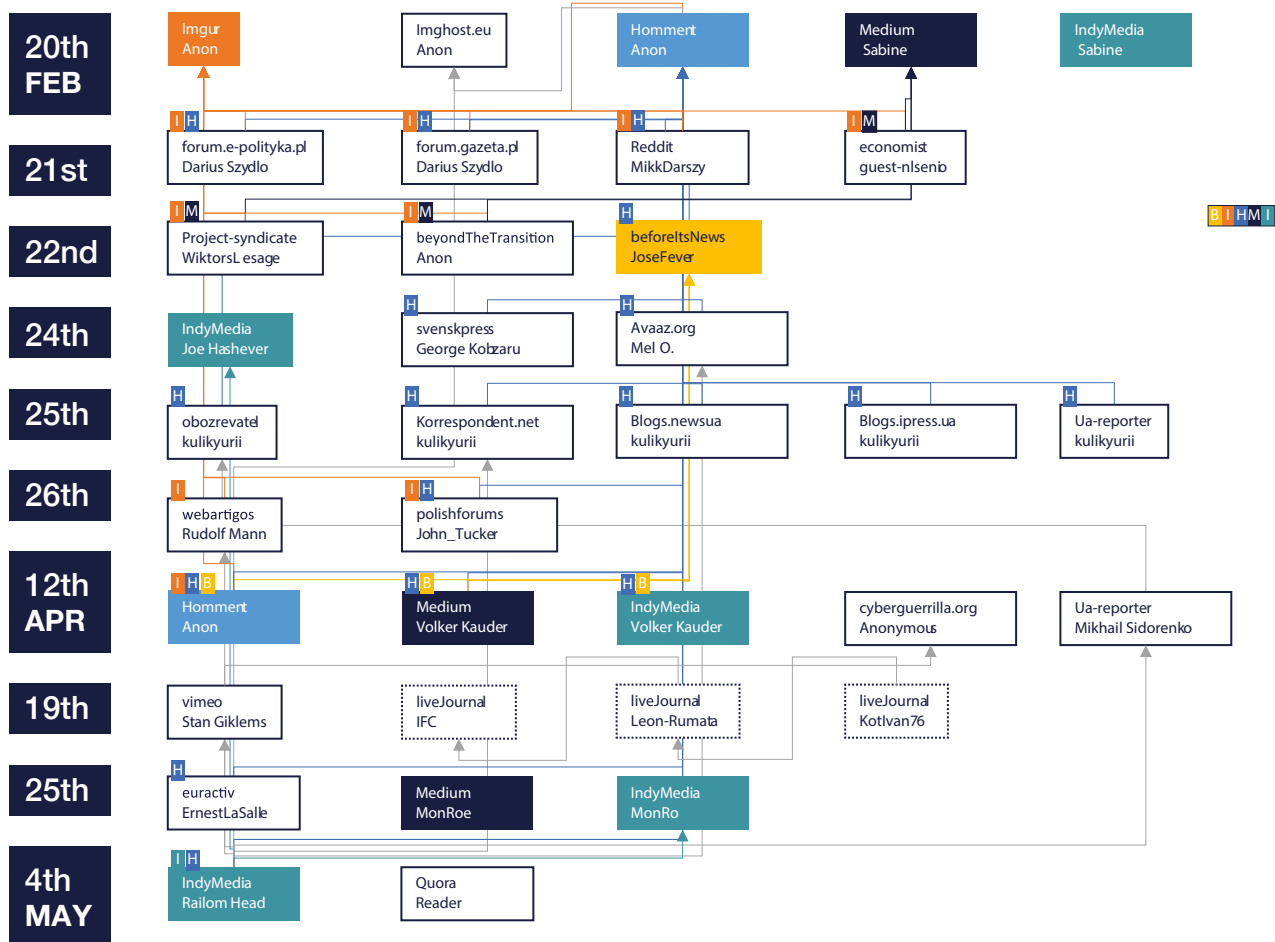 20th
FEB
Imgur
Anon
Imghost.eu
Anon
Homment
Anon
Medium
Sabine
IndyMedia
Sabine
21st
I H
forum.e-polityka.pl
Darius Szydlo
I H
forum.gazeta.pl
Darius Szydlo
I H
Reddit
MikkDarszy
I M
economist
guest-nlsenio
B I H M I
22nd
I M
Project-syndicate
WiktorsLesage
I M
beyondTheTransition
Anon
H
beforeItsNews
JoseFever
24th
IndyMedia
Joe Hashever
H
svenskpress
George Kobzaru
H
Avaaz.org
Mel O.
25th
H
obozrevatel
kulikyurii
H
Korrespondent.net
kulikyurii
H
Blogs.newsua
kulikyurii
H
Blogs.ipress.ua
kulikyurii
H
Ua-reporter
kulikyurii
26th
I
webartigos
Rudolf Mann
I H
polishforums
John_Tucker
12th
APR
I H B
Homment
Anon
H B
Medium
Volker Kauder
H B
IndyMedia
Volker Kauder
cyberguerrilla.org
Anonymous
Ua-reporter
Mikhail Sidorenko
19th
vimeo
Stan Giklems
liveJournal
IFC
liveJournal
Leon-Rumata
liveJournal
KotIvan76
25th
H
euractiv
ErnestLaSalle
Medium
MonRoe
IndyMedia
MonRo
4th
MAY
I H
IndyMedia
Railom Head
Quora
Reader